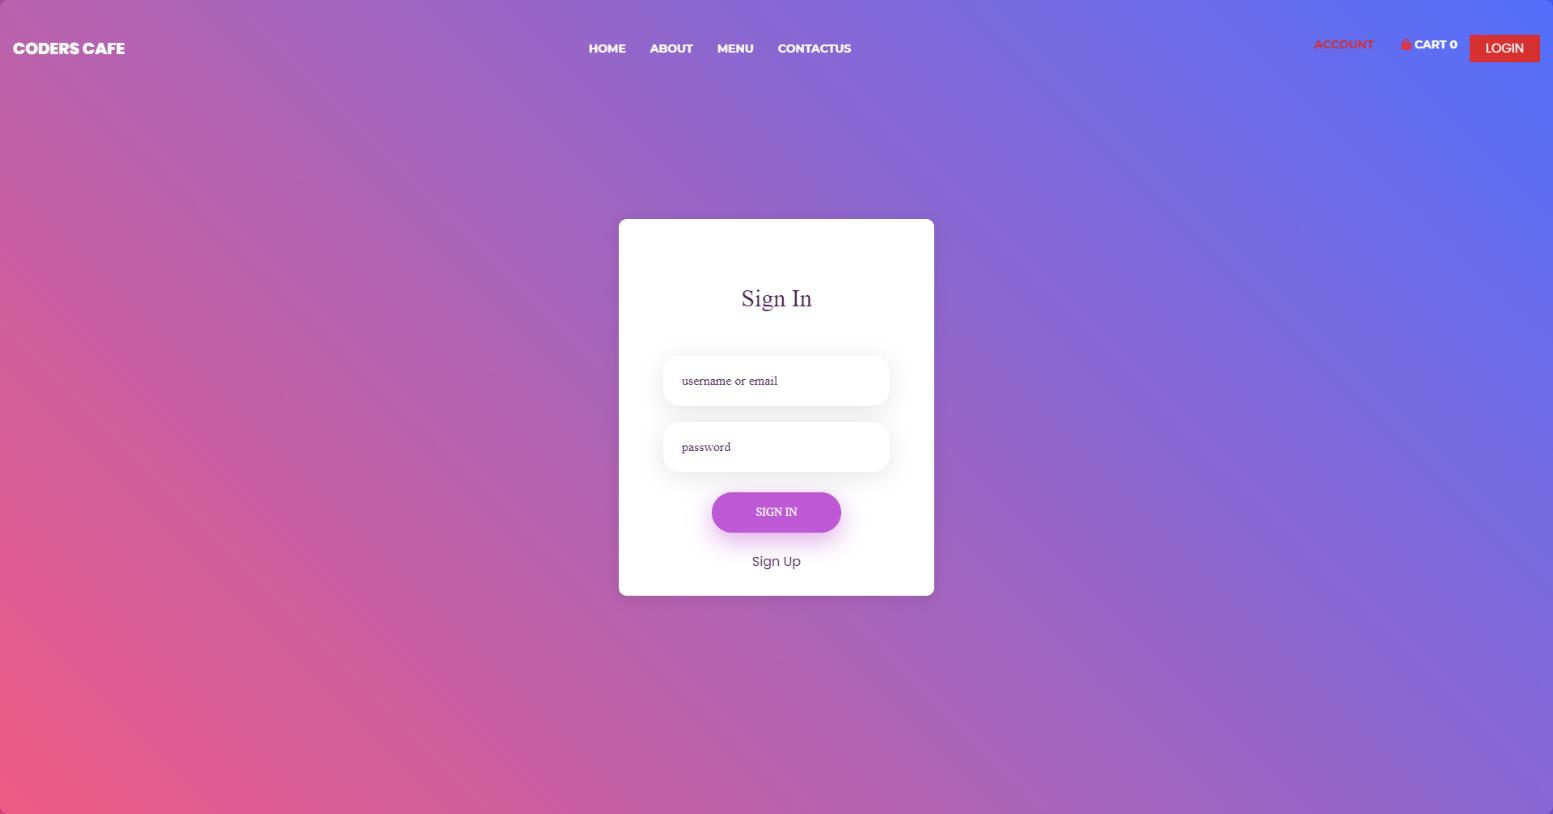 CODERS CAFE
HOME ABOUT MENU CONTACTUS
ACCOUNT CART 0 LOGIN
Sign In
username or email
password
SIGN IN
Sign Up